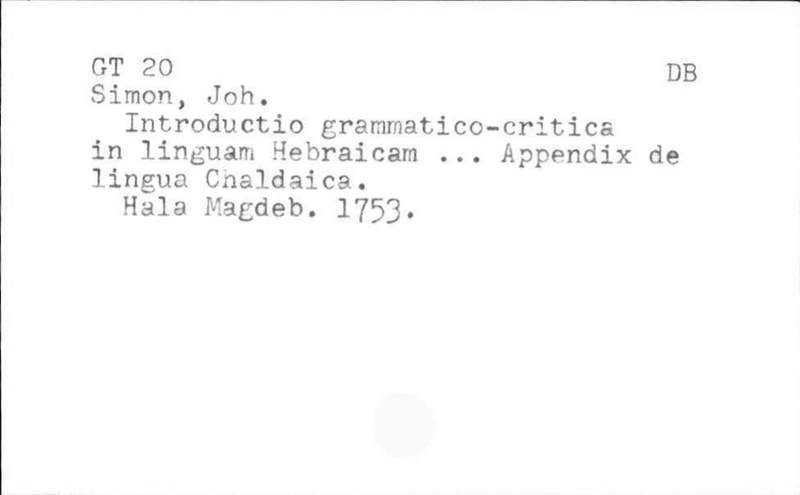 GT 20 DB
Simon, Joh.
Introductio grammatico-critica
in linguam Hebraicam ... Appendix de
lingua Chaldaica.
Hala Magdeb. 1753.